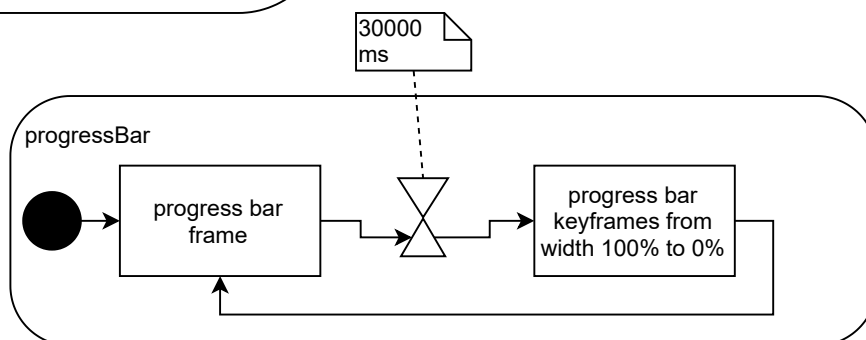 30000
ms
progressBar
progress bar
frame
progress bar
keyframes from
width 100% to 0%